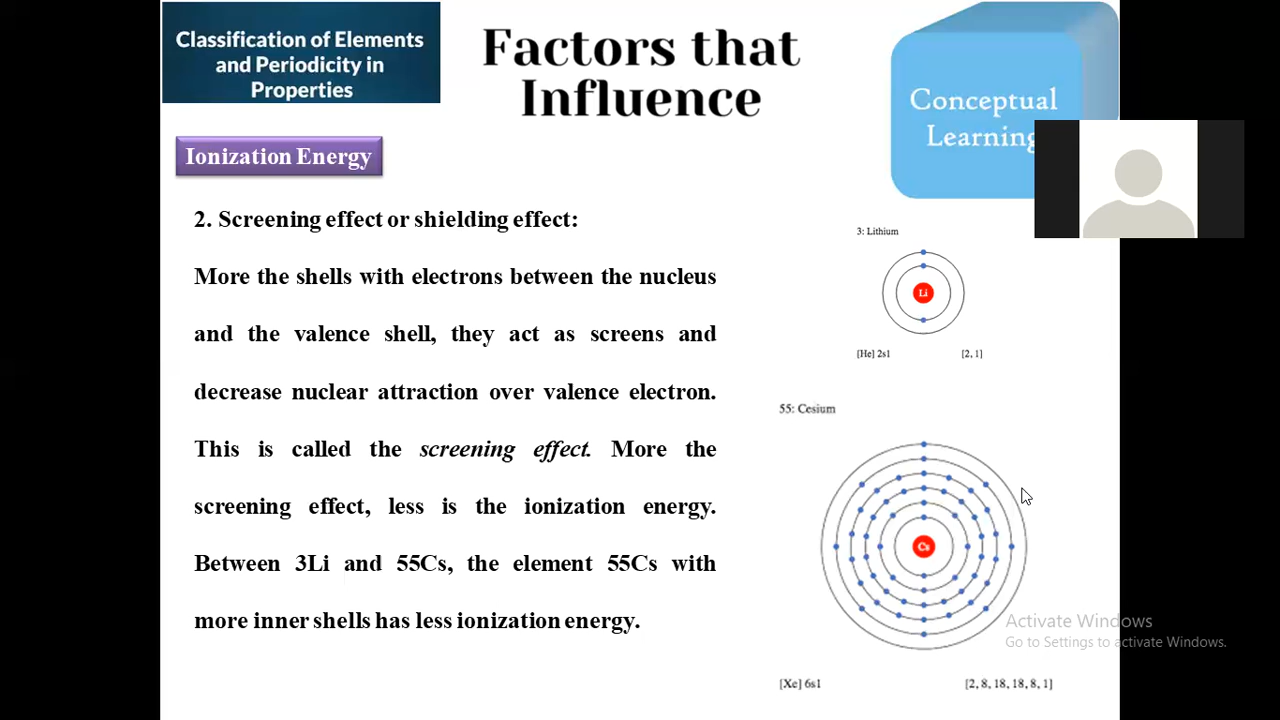 Classification of Elements
and Periodicity in
Properties
Factors that
Influence
Conceptual
Learning
Ionization Energy
2. Screening effect or shielding effect:
More the shells with electrons between the nucleus
and the valence shell, they act as screens and
decrease nuclear attraction over valence electron.
This is called the screening effect. More the
screening effect, less is the ionization energy.
Between 3Li and 55Cs, the element 55Cs with
more inner shells has less ionization energy.
3: Lithium
Li
[He] 2s1 [2, 1]
55: Cesium
Cs
[Xe] 6s1 [2, 8, 18, 18, 8, 1]
Activate Windows
Go to Settings to activate Windows.